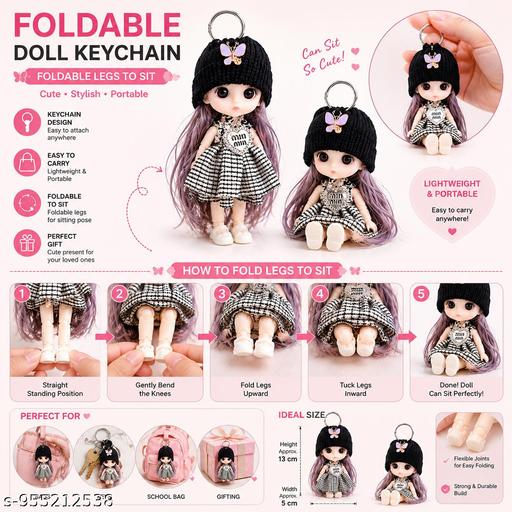 FOLDABLE
DOLL KEYCHAIN
FOLDABLE LEGS TO SIT
Cute • Stylish • Portable
KEYCHAIN
DESIGN
Easy to attach
anywhere
EASY TO
CARRY
Lightweight &
Portable
FOLDABLE
TO SIT
Foldable legs
for sitting pose
PERFECT
GIFT
Cute present for
your loved ones
Can Sit
So Cute!
min
min
LIGHTWEIGHT
& PORTABLE
Easy to carry
anywhere!
HOW TO FOLD LEGS TO SIT
1
2
3
4
5
Straight
Standing Position
Gently Bend
the Knees
Fold Legs
Upward
Tuck Legs
Inward
Done! Doll
Can Sit Perfectly!
PERFECT FOR
SCHOOL BAG
GIFTING
IDEAL SIZE
Height
Approx.
13 cm
Width
Approx.
5 cm
Flexible Joints
for Easy Folding
Strong & Durable
Build
s-955212538